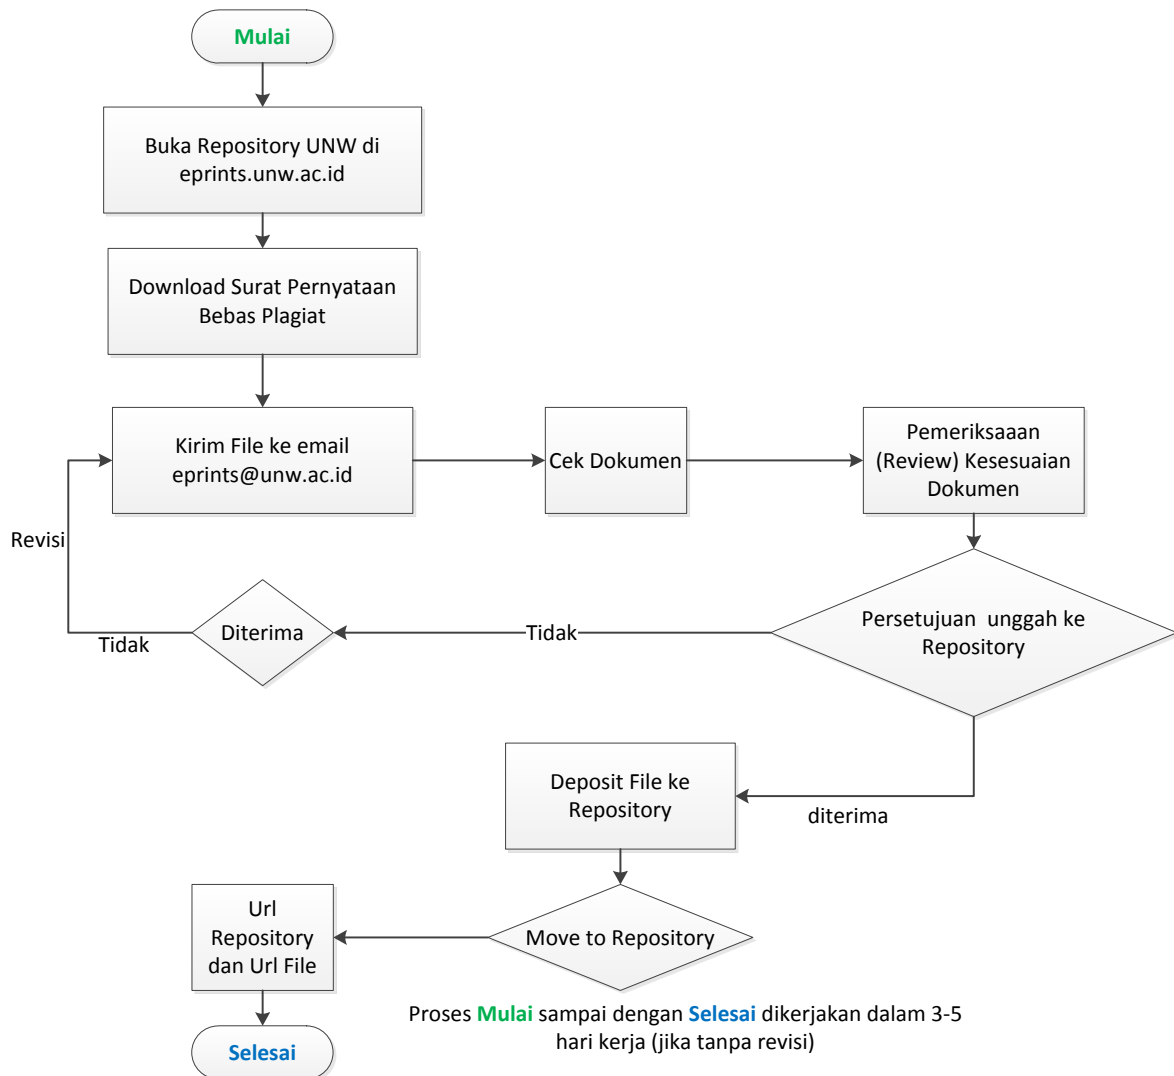 Mulai
Buka Repository UNW di
eprints.unw.ac.id
Download Surat Pernyataan
Bebas Plagiat
Kirim File ke email
eprints@unw.ac.id
Cek Dokumen
Pemeriksaaan
(Review) Kesesuaian
Dokumen
Revisi
Persetujuan unggah ke
Repository
Tidak
Diterima
Tidak
diterima
Deposit File ke
Repository
Move to Repository
Url
Repository
dan Url File
Selesai
Proses Mulai sampai dengan Selesai dikerjakan dalam 3-5
hari kerja (jika tanpa revisi)